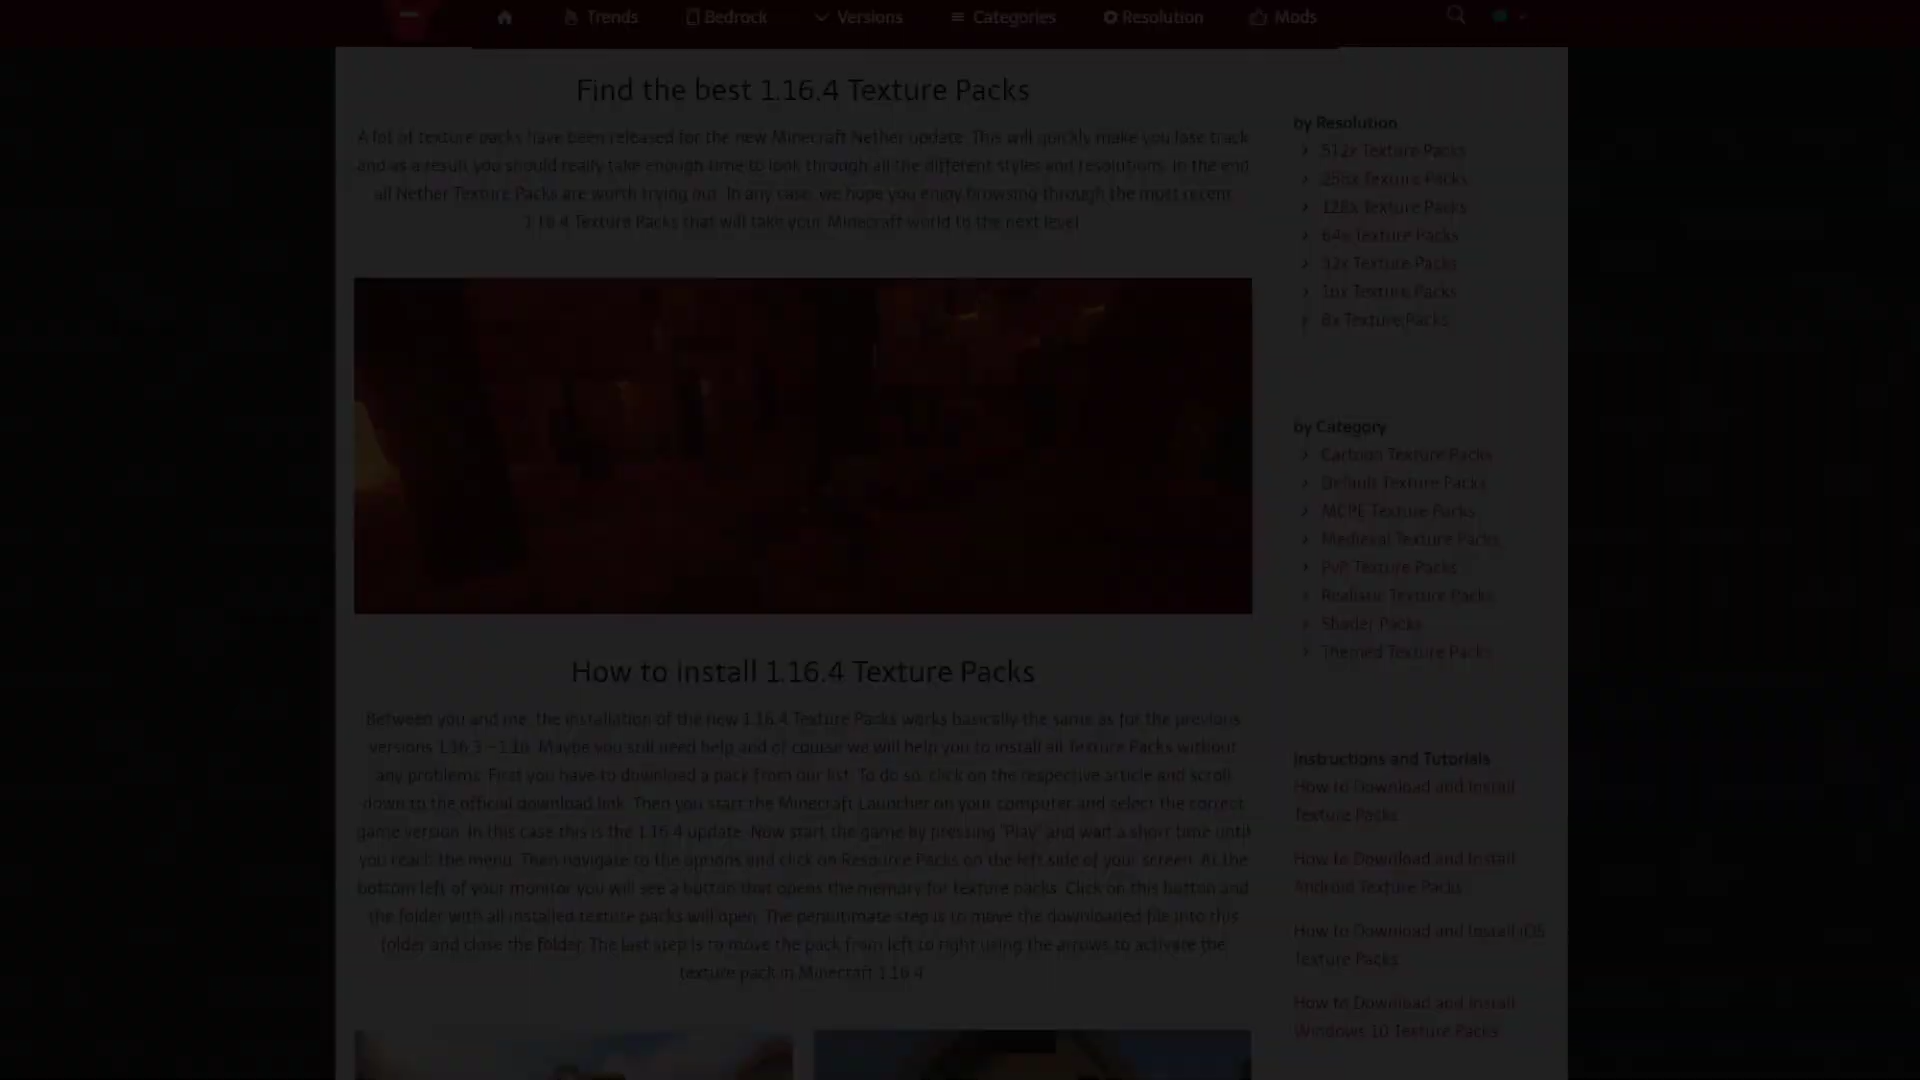 Trends
Bedrock
Versions
Categories
Resolution
Mods
Find the best 1.16.4 Texture Packs
A lot of texture packs have been released for the new Minecraft Nether update. This will quickly make you lose track
and as a result, you should really take enough time to look through all the different styles and resolutions. In the end
all Nether Texture Packs are worth trying out. In any case, we hope you enjoy browsing through the most recent
1.16.4 Texture Packs that will take your Minecraft world to the next level.
How to install 1.16.4 Texture Packs
Between you and me, the installation of the new 1.16.4 Texture Packs works basically the same as for the previous
versions 1.16.3 – 1.16. Maybe you still need help and of course we will help you to install all Texture Packs without
any problems. First you have to download a pack from our list. To do so, click on the respective article and scroll
down to the official download link. Then you start the Minecraft Launcher on your computer and select the correct
game version. In this case this is the 1.16.4 update. Now start the game by pressing "Play" and wait a short time until
you reach the menu. Then navigate to the options and click on Resource Packs on the left side of your screen. At the
bottom left of your monitor you will see a button that opens the memory for texture packs. Click on this button and
the folder with all installed texture packs will open. The penultimate step is to move the downloaded file into this
folder and close the folder. The last step is to move the pack from left to right using the arrows to activate the
texture pack in Minecraft 1.16.4.
by Resolution
512x Texture Packs
256x Texture Packs
128x Texture Packs
64x Texture Packs
32x Texture Packs
16x Texture Packs
8x Texture Packs
by Category
Cartoon Texture Packs
Default Texture Packs
MCPE Texture Packs
Medieval Texture Packs
PvP Texture Packs
Realistic Texture Packs
Shader Packs
Themed Texture Packs
Instructions and Tutorials
How to Download and Install
Texture Packs
How to Download and Install
Android Texture Packs
How to Download and Install iOS
Texture Packs
How to Download and Install
Windows 10 Texture Packs